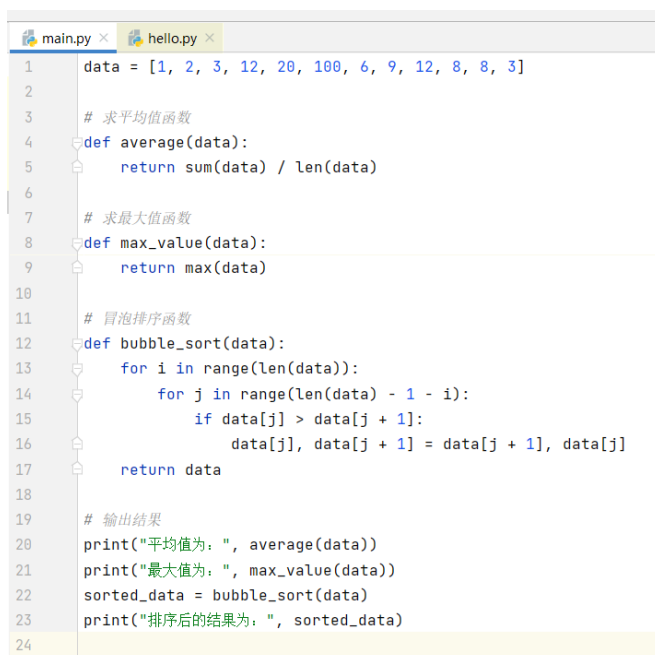 main.py hello.py
1 data = [1, 2, 3, 12, 20, 100, 6, 9, 12, 8, 8, 3]
2
3 # 求平均值函数
4 def average(data):
5     return sum(data) / len(data)
6
7 # 求最大值函数
8 def max_value(data):
9     return max(data)
10
11 # 冒泡排序函数
12 def bubble_sort(data):
13     for i in range(len(data)):
14         for j in range(len(data) - 1 - i):
15             if data[j] > data[j + 1]:
16                 data[j], data[j + 1] = data[j + 1], data[j]
17     return data
18
19 # 输出结果
20 print("平均值为：", average(data))
21 print("最大值为：", max_value(data))
22 sorted_data = bubble_sort(data)
23 print("排序后的结果为：", sorted_data)
24